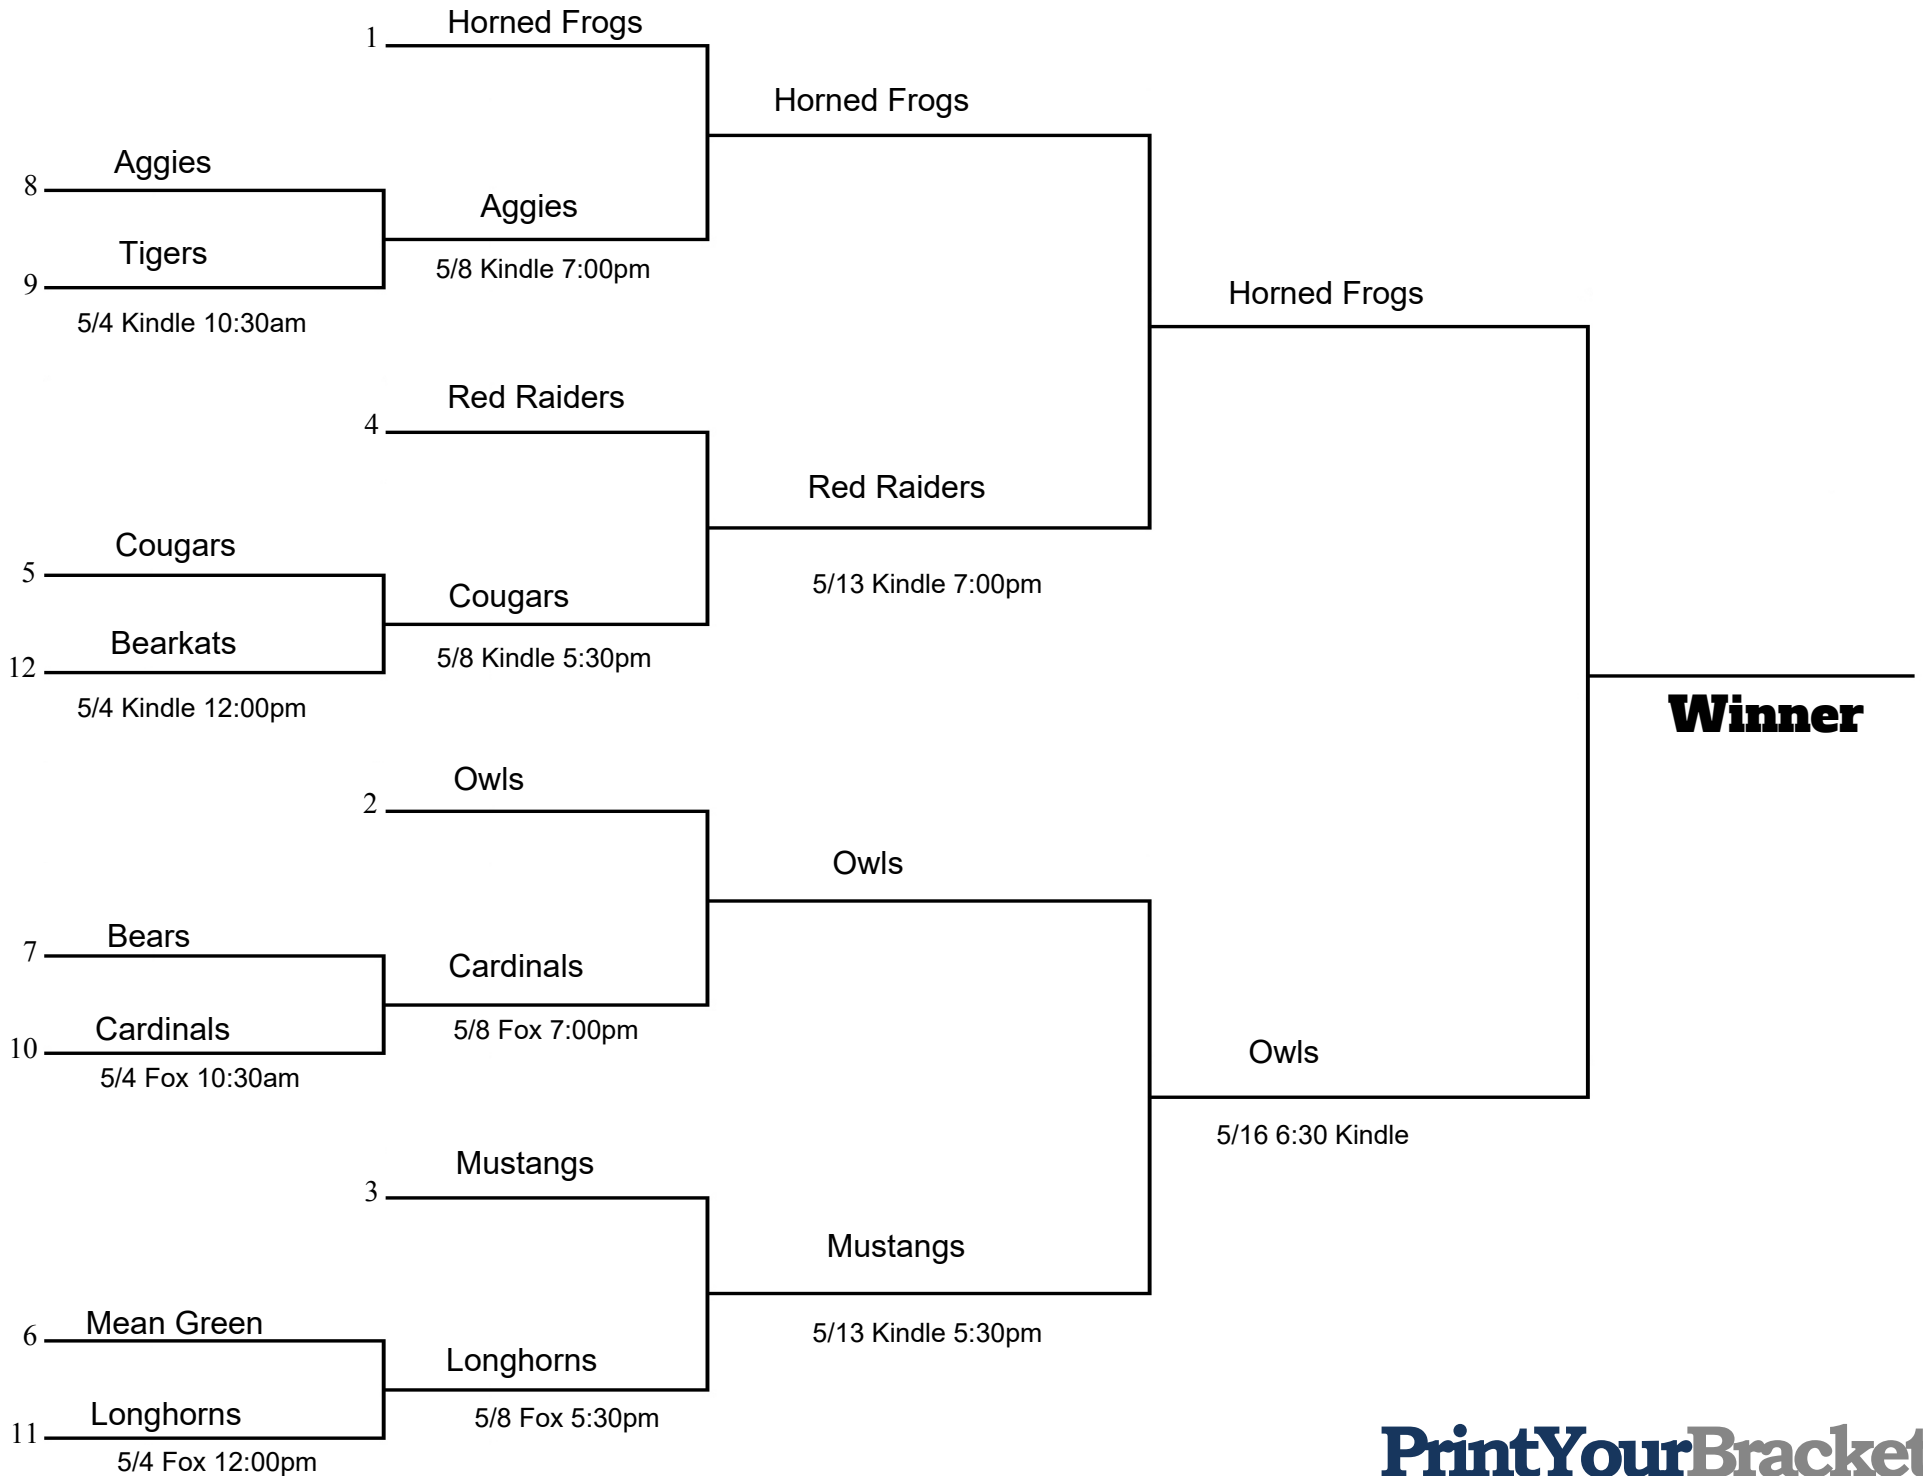 Horned Frogs
1
Horned Frogs
Aggies
8
Aggies
Tigers
9
5/8 Kindle 7:00pm
5/4 Kindle 10:30am
Horned Frogs
Red Raiders
4
Red Raiders
Cougars
5
Cougars
5/13 Kindle 7:00pm
Bearkats
12
5/8 Kindle 5:30pm
5/4 Kindle 12:00pm
Winner
Owls
2
Owls
Bears
7
Cardinals
Cardinals
10
5/8 Fox 7:00pm
5/4 Fox 10:30am
Owls
5/16 6:30 Kindle
Mustangs
3
Mustangs
Mean Green
6
5/13 Kindle 5:30pm
Longhorns
Longhorns
11
5/8 Fox 5:30pm
5/4 Fox 12:00pm
PrintYourBracket